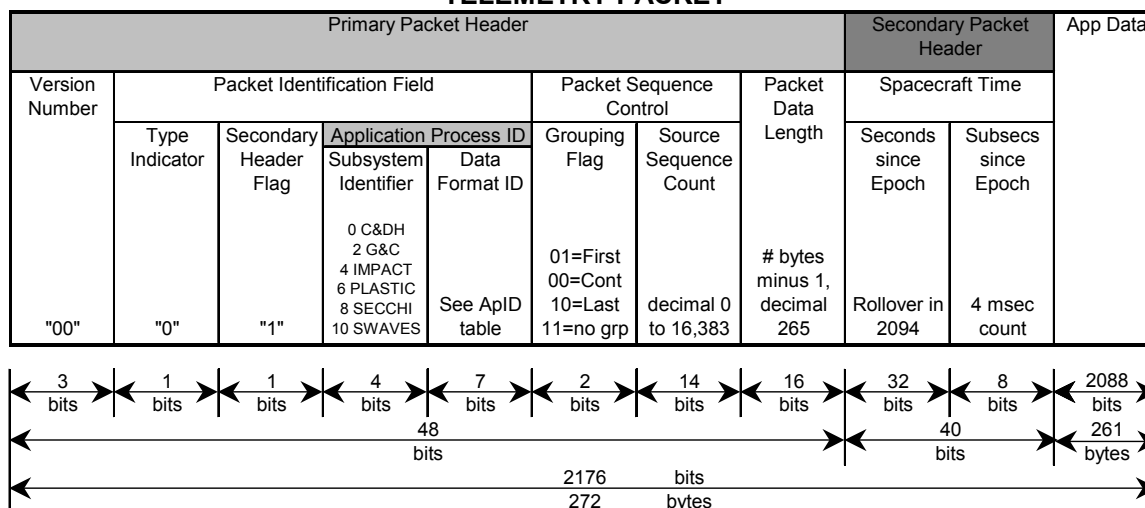 TELEMETRY PACKET
Primary Packet Header
Secondary Packet Header
App Data
Version Number
Packet Identification Field
Packet Sequence Control
Packet Data Length
Spacecraft Time
Type Indicator
Secondary Header Flag
Application Process ID
Subsystem Identifier
Data Format ID
Grouping Flag
Source Sequence Count
Seconds since Epoch
Subsecs since Epoch
"00"
"0"
"1"
0 C&DH
2 G&C
4 IMPACT
6 PLASTIC
8 SECCHI
10 SWAVES
See ApID table
01=First
00=Cont
10=Last
11=no grp
decimal 0 to 16,383
# bytes minus 1, decimal 265
Rollover in 2094
4 msec count
3 bits
1 bits
1 bits
4 bits
7 bits
2 bits
14 bits
16 bits
32 bits
8 bits
2088 bits
48 bits
40 bits
261 bytes
2176 bits
272 bytes